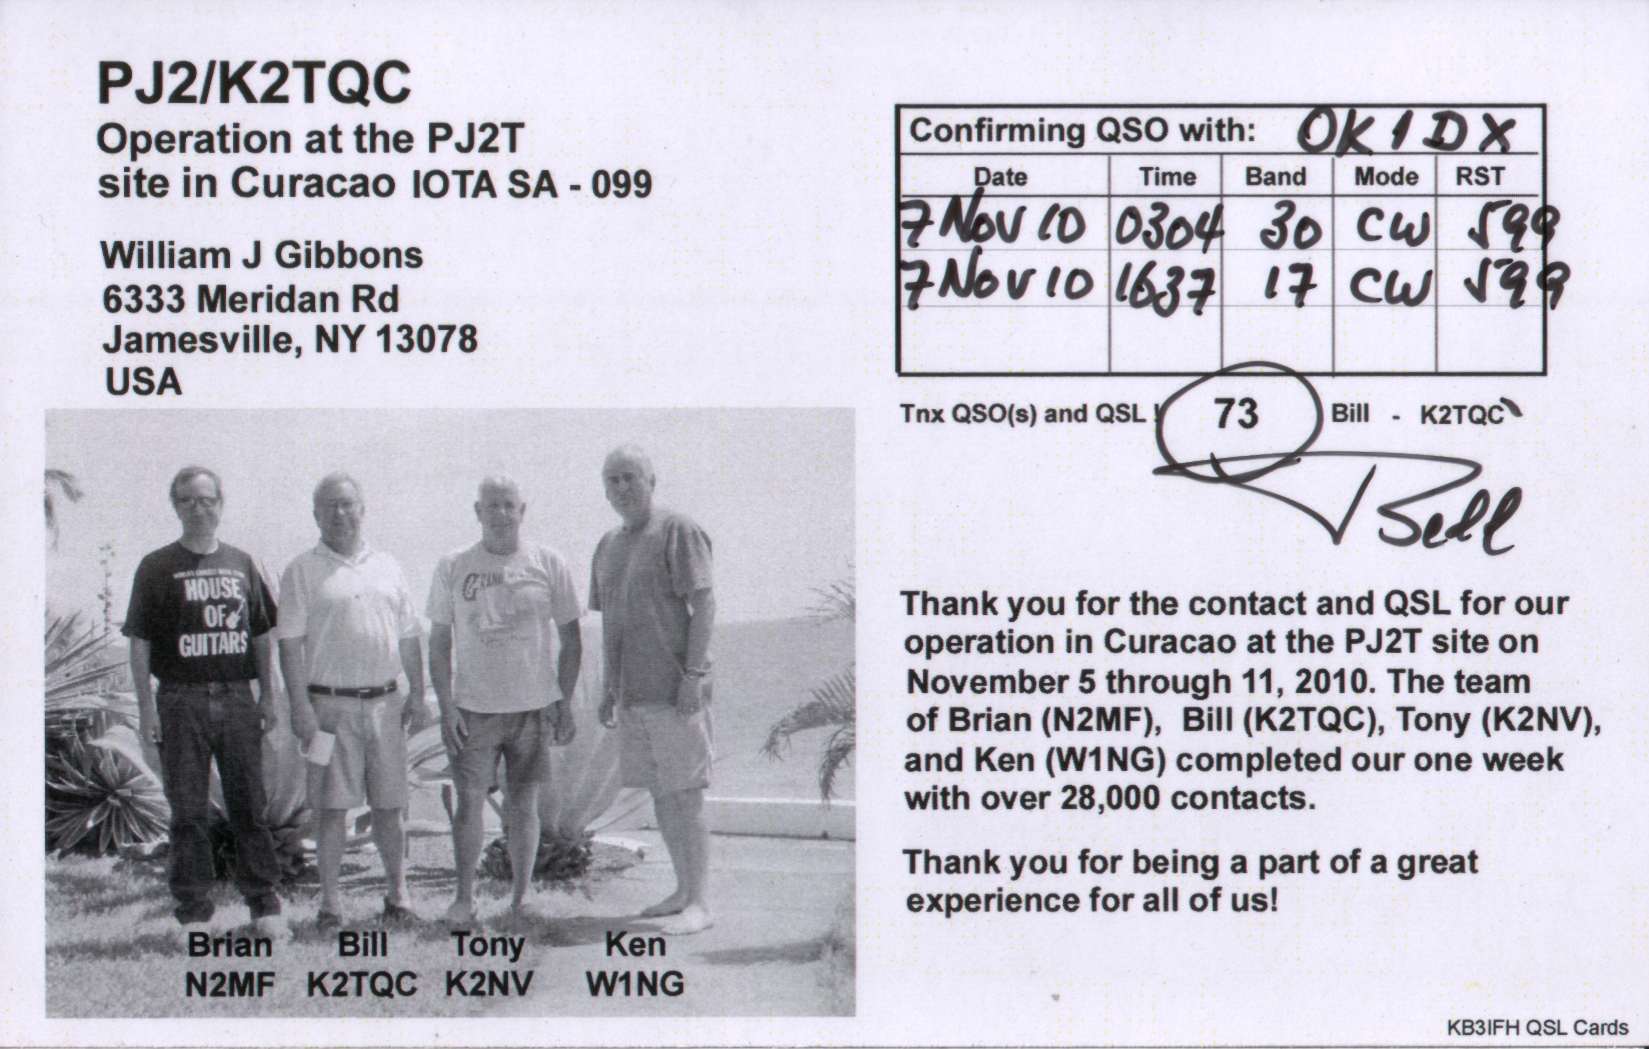 PJ2/K2TQC
Operation at the PJ2T
site in Curacao IOTA SA - 099
William J Gibbons
6333 Meridan Rd
Jamesville, NY 13078
USA
Confirming QSO with: OK1DX
Date Time Band Mode RST
7 Nov 10 0304 30 CW 599
7 Nov 10 1637 17 CW 599
Tnx QSO(s) and QSL ! 73 Bill - K2TQC
Bill
HOUSE
OF
GUITARS
Brian Bill Tony Ken
N2MF K2TQC K2NV W1NG
Thank you for the contact and QSL for our
operation in Curacao at the PJ2T site on
November 5 through 11, 2010. The team
of Brian (N2MF), Bill (K2TQC), Tony (K2NV),
and Ken (W1NG) completed our one week
with over 28,000 contacts.
Thank you for being a part of a great
experience for all of us!
KB3IFH QSL Cards